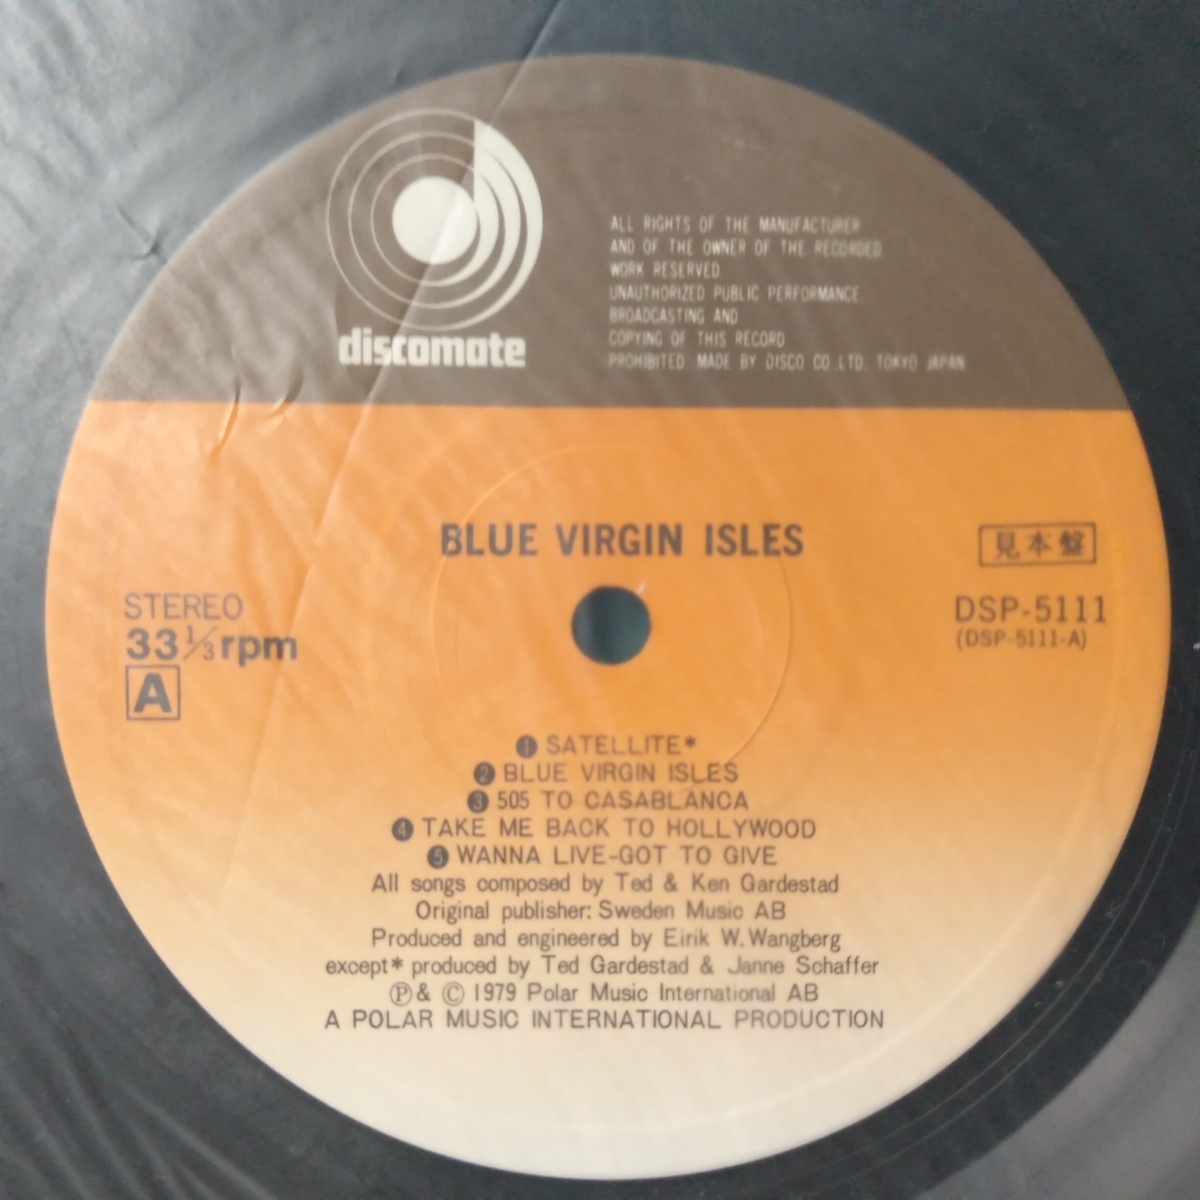 discomate
ALL RIGHTS OF THE MANUFACTURER
AND OF THE OWNER OF THE RECORDED
WORK RESERVED.
UNAUTHORIZED PUBLIC PERFORMANCE.
BROADCASTING AND
COPYING OF THIS RECORD
PROHIBITED. MADE BY DISCO CO.,LTD. TOKYO JAPAN
BLUE VIRGIN ISLES
見本盤
STEREO
33⅓rpm
A
DSP-5111
(DSP-5111-A)
❶ SATELLITE*
❷ BLUE VIRGIN ISLES
❸ 505 TO CASABLANCA
❹ TAKE ME BACK TO HOLLYWOOD
❺ WANNA LIVE-GOT TO GIVE
All songs composed by Ted & Ken Gardestad
Original publisher: Sweden Music AB
Produced and engineered by Eirik W. Wangberg
except* produced by Ted Gardestad & Janne Schaffer
Ⓟ & Ⓒ 1979 Polar Music International AB
A POLAR MUSIC INTERNATIONAL PRODUCTION